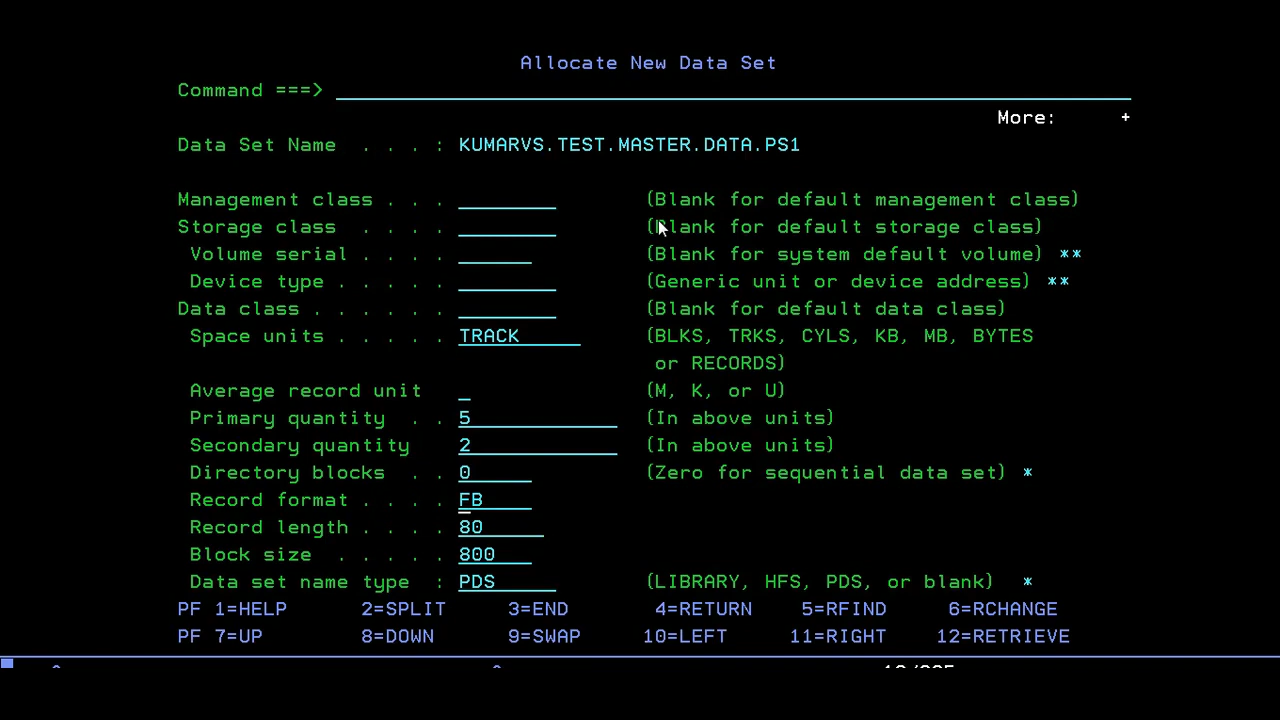 Allocate New Data Set
Command ===>
More:     +
Data Set Name  . . . : KUMARVS.TEST.MASTER.DATA.PS1
Management class . . .          (Blank for default management class)
Storage class  . . . .          (Blank for default storage class)
Volume serial . . . .          (Blank for system default volume) **
Device type . . . . .          (Generic unit or device address) **
Data class . . . . . .          (Blank for default data class)
Space units . . . . . TRACK     (BLKS, TRKS, CYLS, KB, MB, BYTES
or RECORDS)
Average record unit            (M, K, or U)
Primary quantity  . . 5         (In above units)
Secondary quantity    2         (In above units)
Directory blocks  . . 0         (Zero for sequential data set) *
Record format . . . . FB
Record length . . . . 80
Block size  . . . . . 800
Data set name type  : PDS       (LIBRARY, HFS, PDS, or blank)  *
PF 1=HELP      2=SPLIT     3=END       4=RETURN    5=RFIND     6=RCHANGE
PF 7=UP        8=DOWN      9=SWAP     10=LEFT     11=RIGHT    12=RETRIEVE